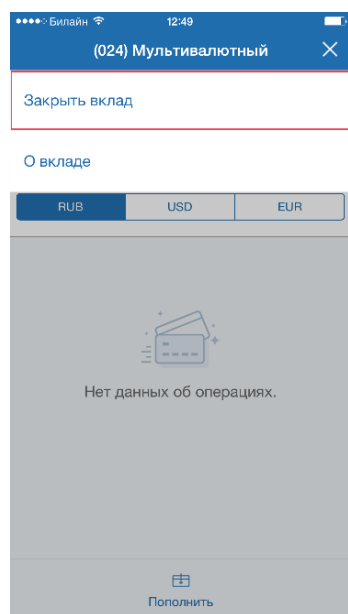 Билайн 12:49
(024) Мультивалютный
Закрыть вклад
О вкладе
RUB USD EUR
Нет данных об операциях.
Пополнить